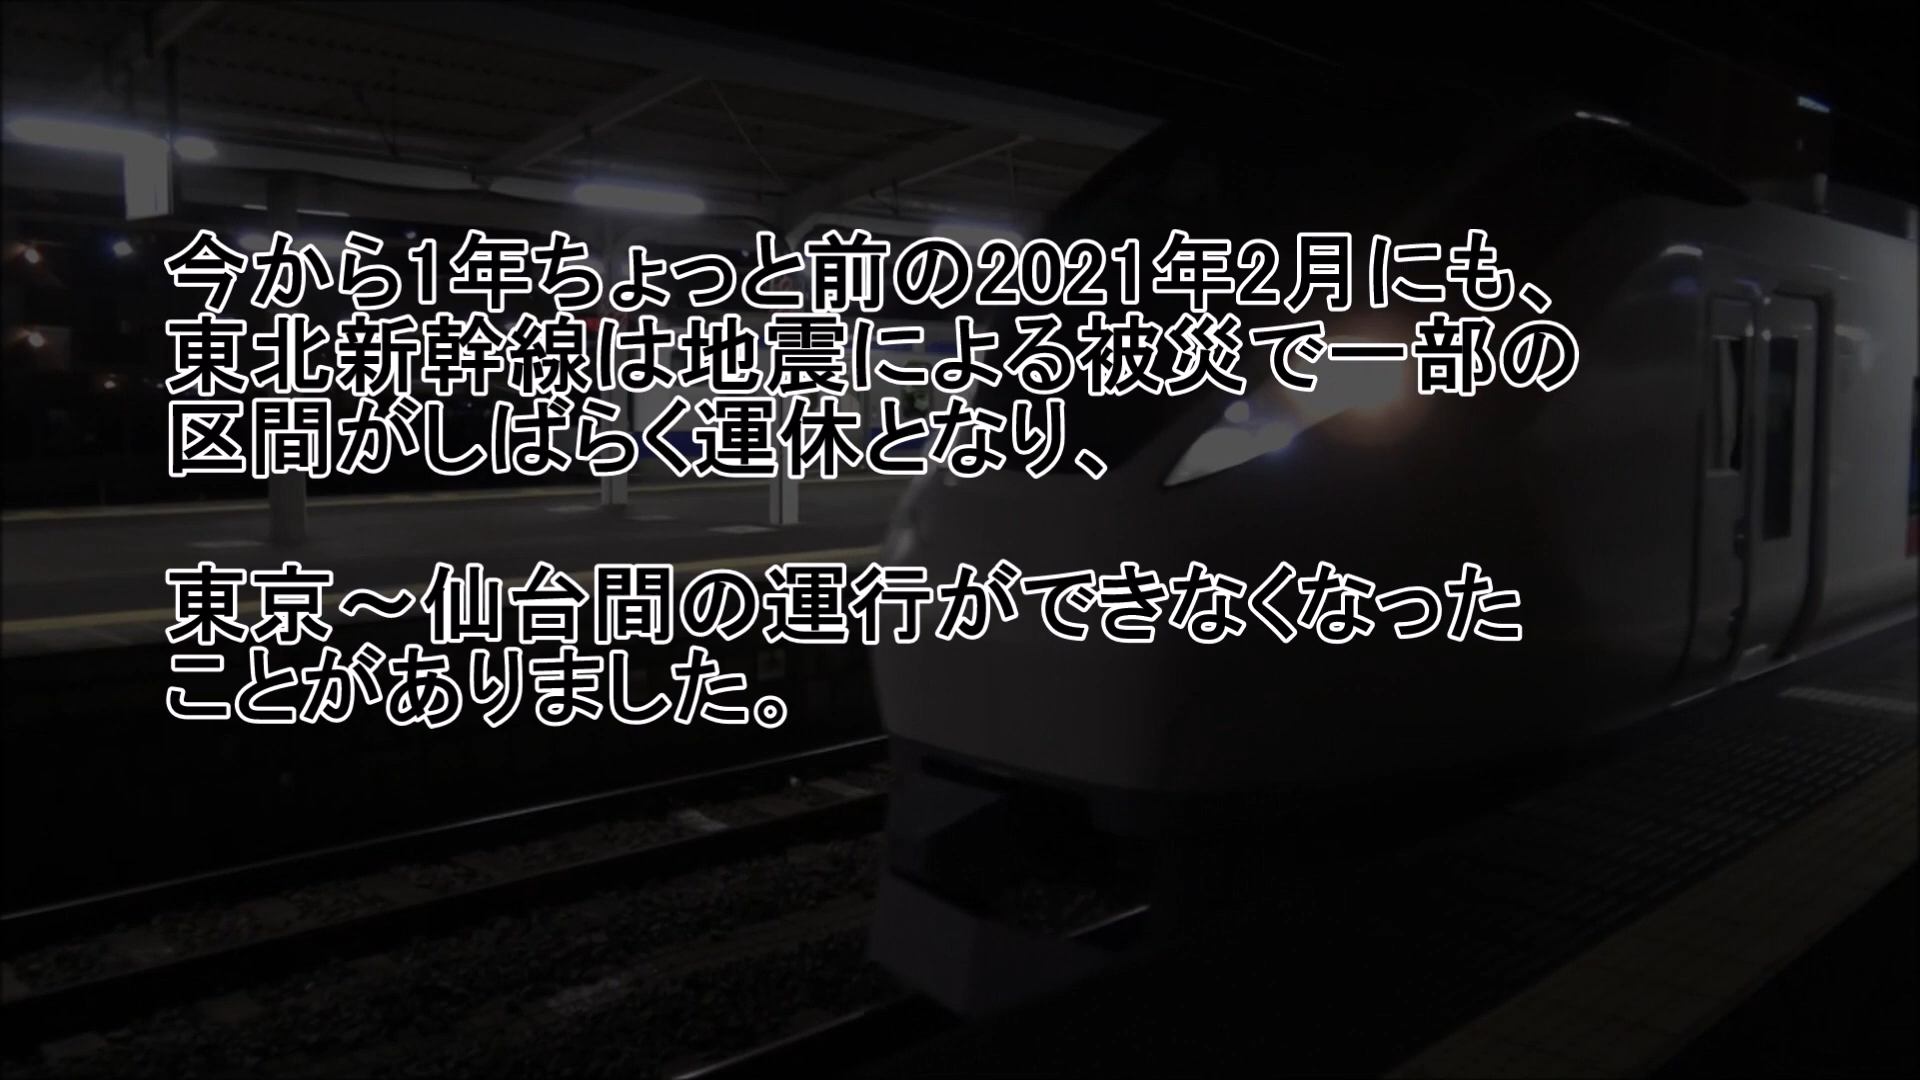 今から1年ちょっと前の2021年2月にも、
東北新幹線は地震による被災で一部の
区間がしばらく運休となり、
東京～仙台間の運行ができなくなった
ことがありました。